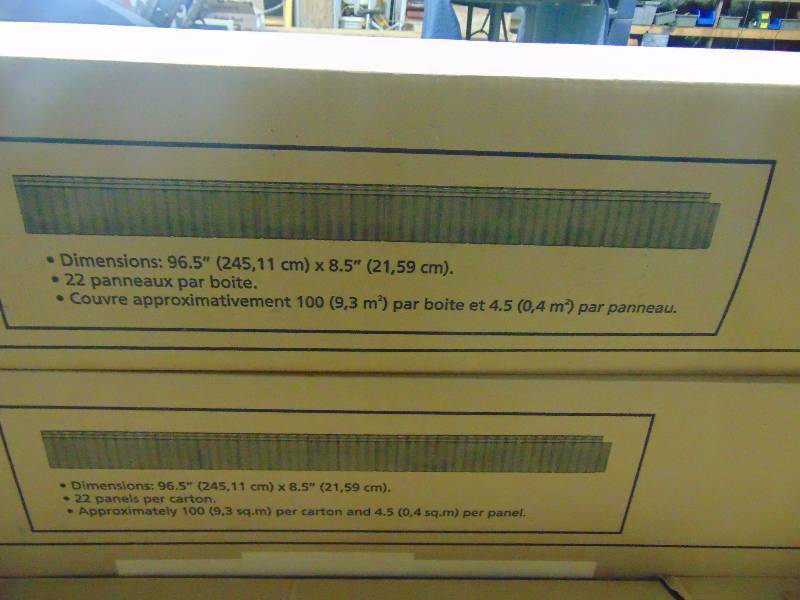 • Dimensions: 96.5" (245,11 cm) x 8.5" (21,59 cm).
• 22 panneaux par boite.
• Couvre approximativement 100 (9,3 m²) par boite et 4.5 (0,4 m²) par panneau.
• Dimensions: 96.5" (245,11 cm) x 8.5" (21,59 cm).
• 22 panels per carton.
• Approximately 100 (9,3 sq.m) per carton and 4.5 (0,4 sq.m) per panel.